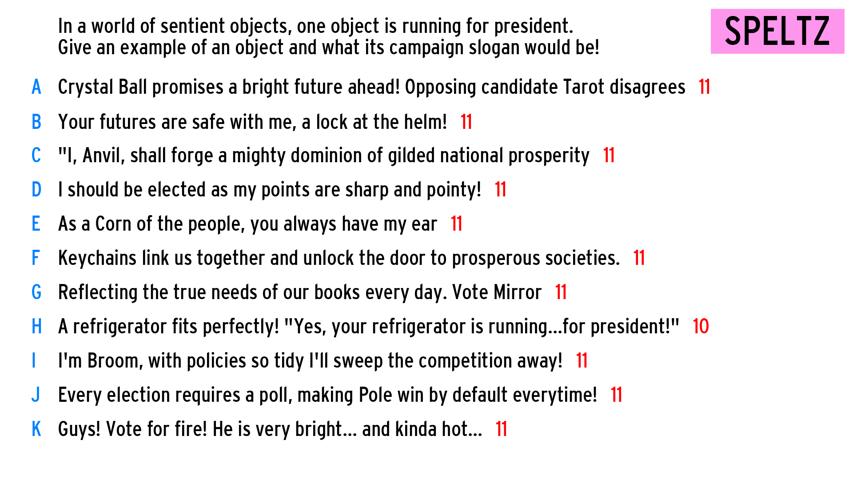 In a world of sentient objects, one object is running for president.
Give an example of an object and what its campaign slogan would be!
SPELTZ
A Crystal Ball promises a bright future ahead! Opposing candidate Tarot disagrees 11
B Your futures are safe with me, a lock at the helm! 11
C "I, Anvil, shall forge a mighty dominion of gilded national prosperity 11
D I should be elected as my points are sharp and pointy! 11
E As a Corn of the people, you always have my ear 11
F Keychains link us together and unlock the door to prosperous societies. 11
G Reflecting the true needs of our books every day. Vote Mirror 11
H A refrigerator fits perfectly! "Yes, your refrigerator is running...for president!" 10
I I'm Broom, with policies so tidy I'll sweep the competition away! 11
J Every election requires a poll, making Pole win by default everytime! 11
K Guys! Vote for fire! He is very bright... and kinda hot... 11